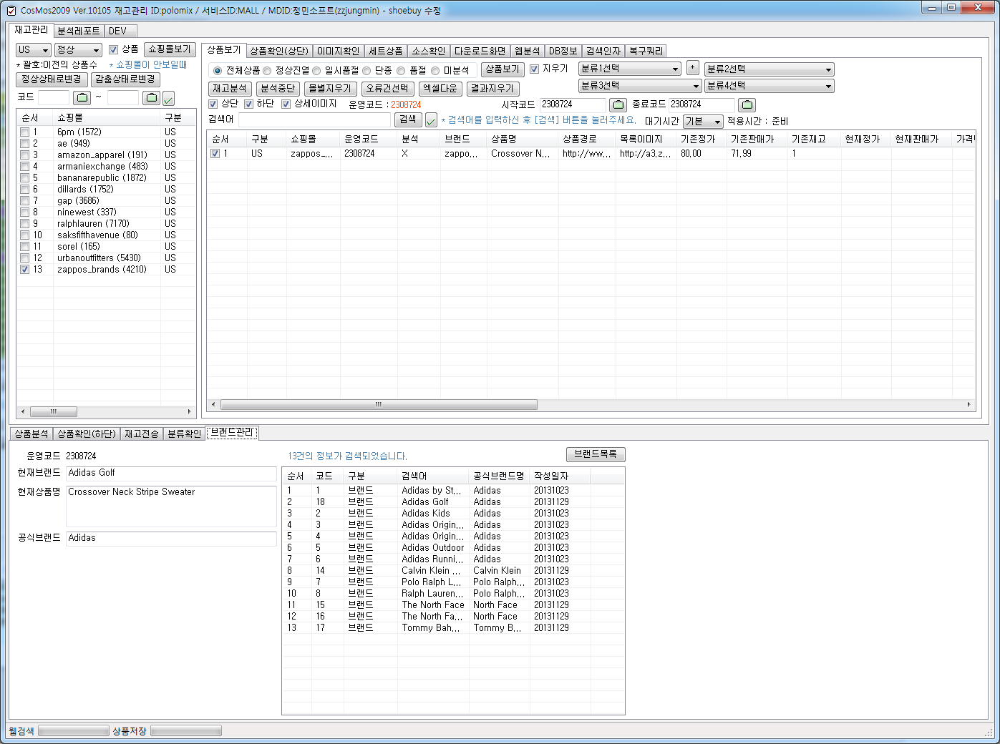 CosMos2009 Ver.10105 재고관리 ID:polomix / 서비스ID:MALL / MDID:정민소프트(zzjungmin) - shoebuy 수정
재고관리 분석레포트 DEV
US 정상 상품 쇼핑몰보기
* 괄호:이전의 상품수 * 쇼핑몰이 안보일때
정상상태로변경 감춤상태로변경
코드 ~
순서 쇼핑몰 구분
1 6pm (1572) US
2 ae (949) US
3 amazon_apparel (191) US
4 armaniexchange (483) US
5 bananarepublic (1872) US
6 dillards (1752) US
7 gap (3686) US
8 ninewest (337) US
9 ralphlauren (7170) US
10 saksfifthavenue (80) US
11 sorel (165) US
12 urbanoutfitters (5430) US
13 zappos_brands (4210) US
상품보기 상품확인(상단) 이미지확인 세트상품 소스확인 다운로드화면 웹분석 DB정보 검색인자 복구쿼리
전체상품 정상진열 일시품절 단종 품절 미분석 상품보기 지우기 분류1선택 + 분류2선택
재고분석 분석중단 몰별지우기 오류건선택 엑셀다운 결과지우기 분류3선택 분류4선택
상단 하단 상세이미지 운영코드 : 2308724 시작코드 2308724 종료코드 2308724
검색어 검색 * 검색어를 입력하신 후 [검색] 버튼을 눌러주세요. 대기시간 기본 적용시간 : 준비
순서 구분 쇼핑몰 운영코드 분석 브랜드 상품명 상품경로 목록이미지 기존정가 기존판매가 기존재고 현재정가 현재판매가
1 US zappos_... 2308724 X zappo... Crossover N... http://ww... http://a3.z... 80.00 71.99 1
상품분석 상품확인(하단) 재고전송 분류확인 브랜드관리
운영코드 2308724
현재브랜드 Adidas Golf
현재상품명 Crossover Neck Stripe Sweater
공식브랜드 Adidas
13건의 정보가 검색되었습니다. 브랜드목록
순서 코드 구분 검색어 공식브랜드명 작성일자
1 1 브랜드 Adidas by St... Adidas 20131023
2 18 브랜드 Adidas Golf Adidas 20131129
3 2 브랜드 Adidas Kids Adidas 20131023
4 3 브랜드 Adidas Origin... Adidas 20131023
5 4 브랜드 Adidas Origin... Adidas 20131023
6 5 브랜드 Adidas Outdoor Adidas 20131023
7 6 브랜드 Adidas Runni... Adidas 20131023
8 14 브랜드 Calvin Klein ... Calvin Klein 20131129
9 7 브랜드 Polo Ralph L... Polo Ralph... 20131023
10 8 브랜드 Ralph Lauren... Polo Ralph... 20131023
11 15 브랜드 The North Face North Face 20131129
12 16 브랜드 The North Fa... North Face 20131129
13 17 브랜드 Tommy Bah... Tommy B... 20131129
웹검색 상품저장